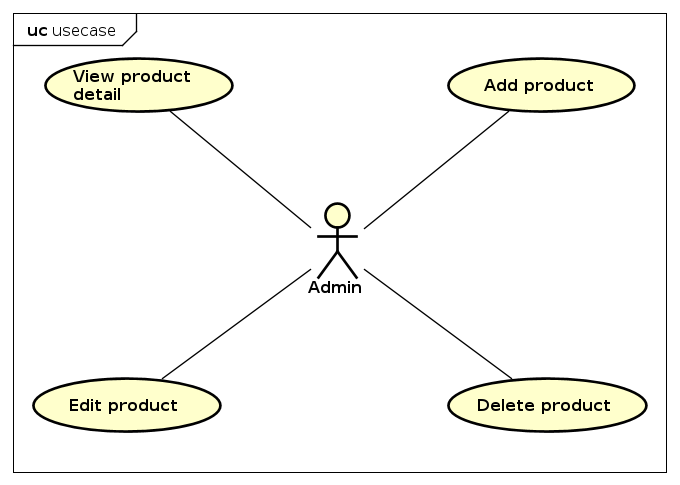 uc usecase
View product
detail
Add product
Admin
Edit product
Delete product